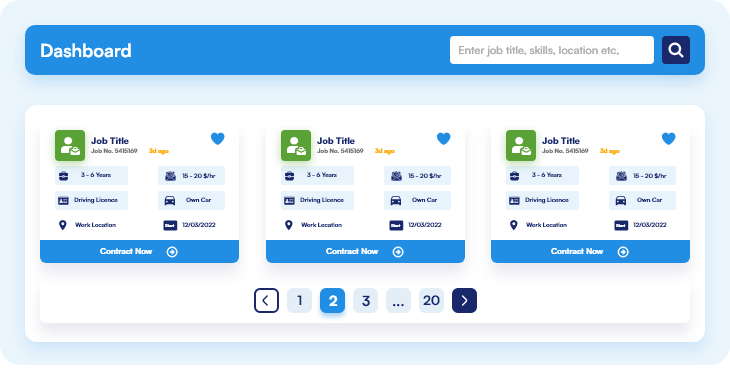 Dashboard
Enter job title, skills, location etc,
Job Title
Job No. 5415169 3d ago
3 - 6 Years 15 - 20 $/hr
Driving Licence Own Car
Work Location Start 12/03/2022
Contract Now
Job Title
Job No. 5415169 3d ago
3 - 6 Years 15 - 20 $/hr
Driving Licence Own Car
Work Location Start 12/03/2022
Contract Now
Job Title
Job No. 5415169 3d ago
3 - 6 Years 15 - 20 $/hr
Driving Licence Own Car
Work Location Start 12/03/2022
Contract Now
1 2 3 ... 20